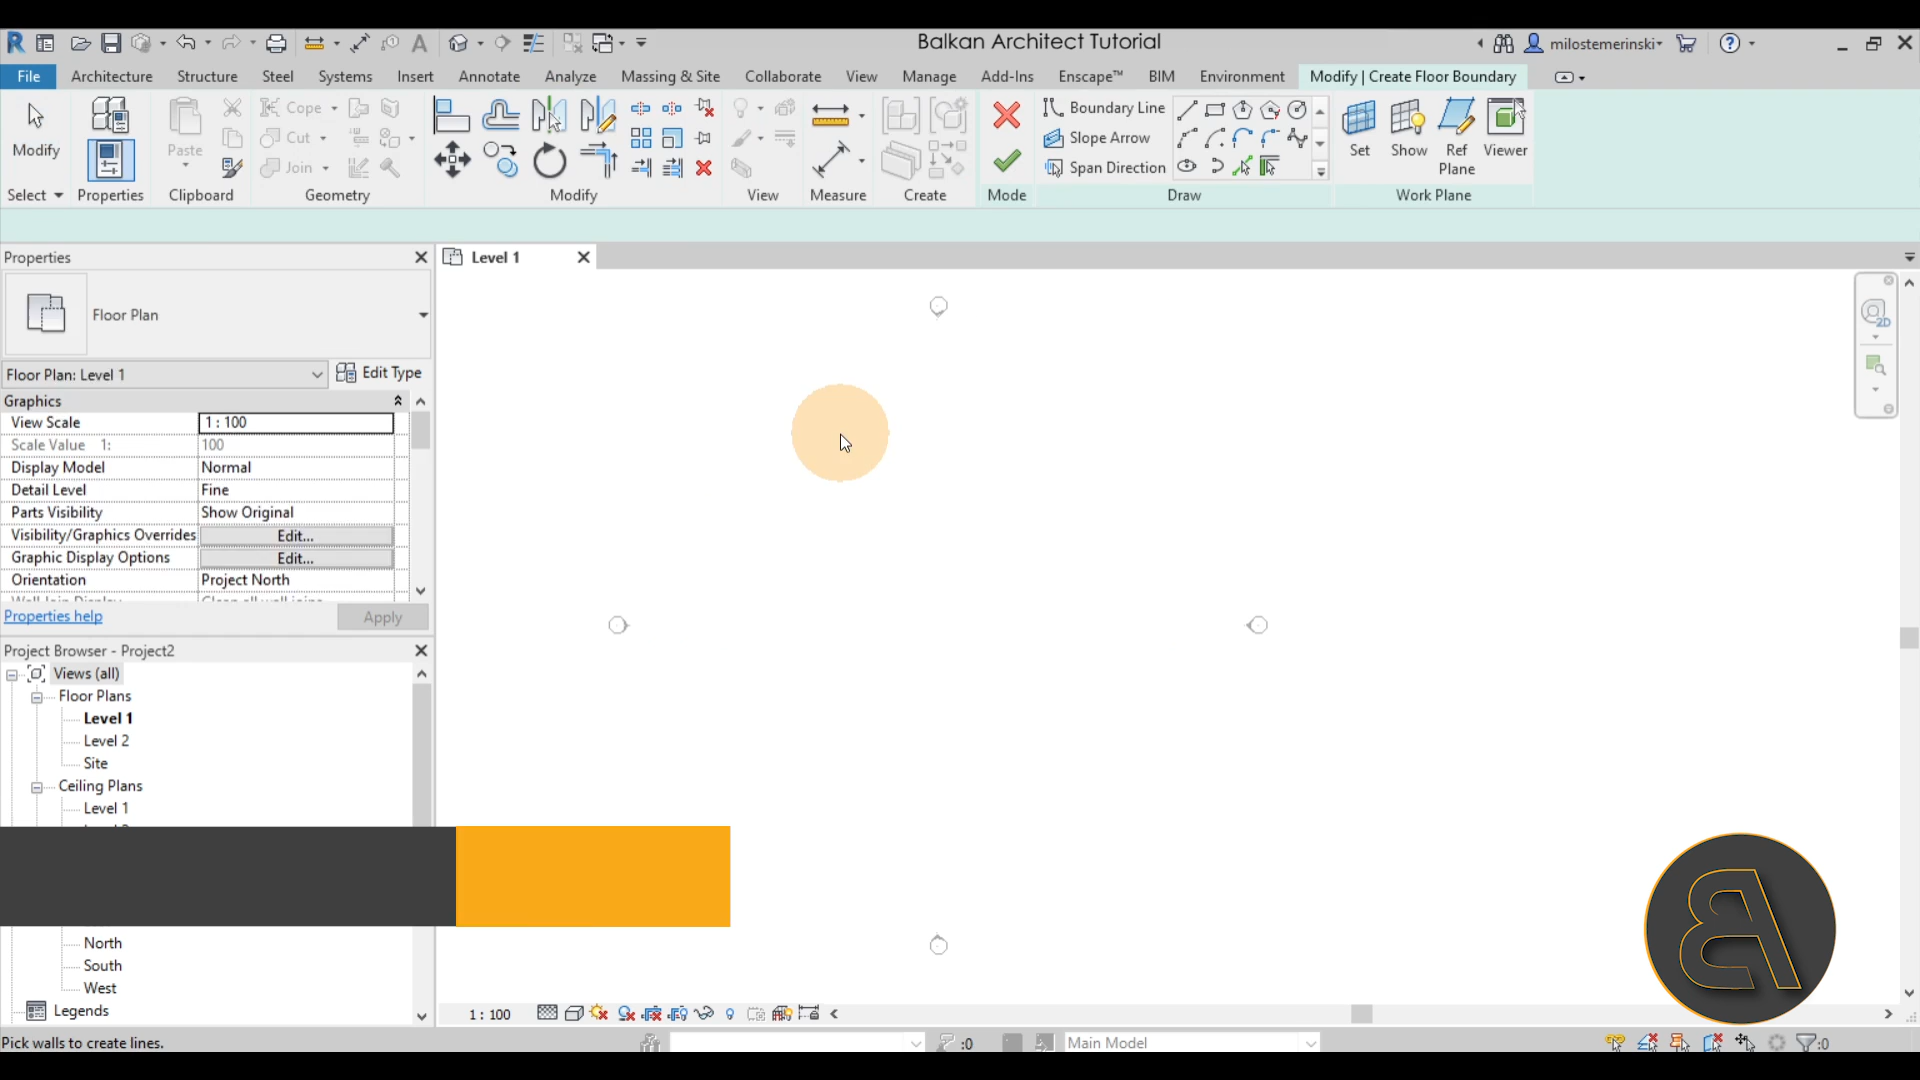 Balkan Architect Tutorial
milostemerinski
File Architecture Structure Steel Systems Insert Annotate Analyze Massing & Site Collaborate View Manage Add-Ins Enscape™ BIM Environment Modify | Create Floor Boundary
Modify
Paste
Cope
Cut
Join
Boundary Line
Slope Arrow
Span Direction
Set
Show
Ref
Plane
Viewer
Select
Properties
Clipboard
Geometry
Modify
View
Measure
Create
Mode
Draw
Work Plane
Properties
Level 1
Floor Plan
Floor Plan: Level 1
Edit Type
Graphics
View Scale 1 : 100
Scale Value 1: 100
Display Model Normal
Detail Level Fine
Parts Visibility Show Original
Visibility/Graphics Overrides Edit...
Graphic Display Options Edit...
Orientation Project North
Properties help
Apply
Project Browser - Project2
Views (all)
Floor Plans
Level 1
Level 2
Site
Ceiling Plans
Level 1
North
South
West
Legends
1 : 100
Pick walls to create lines.
:0
Main Model
:0
2D